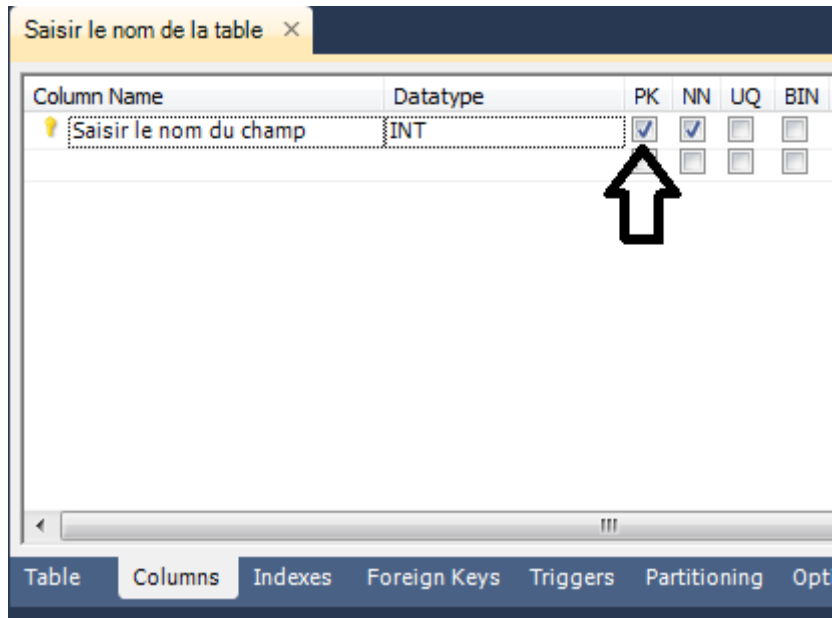 Saisir le nom de la table
Column Name Datatype PK NN UQ BIN
Saisir le nom du champ INT
Table Columns Indexes Foreign Keys Triggers Partitioning Opt